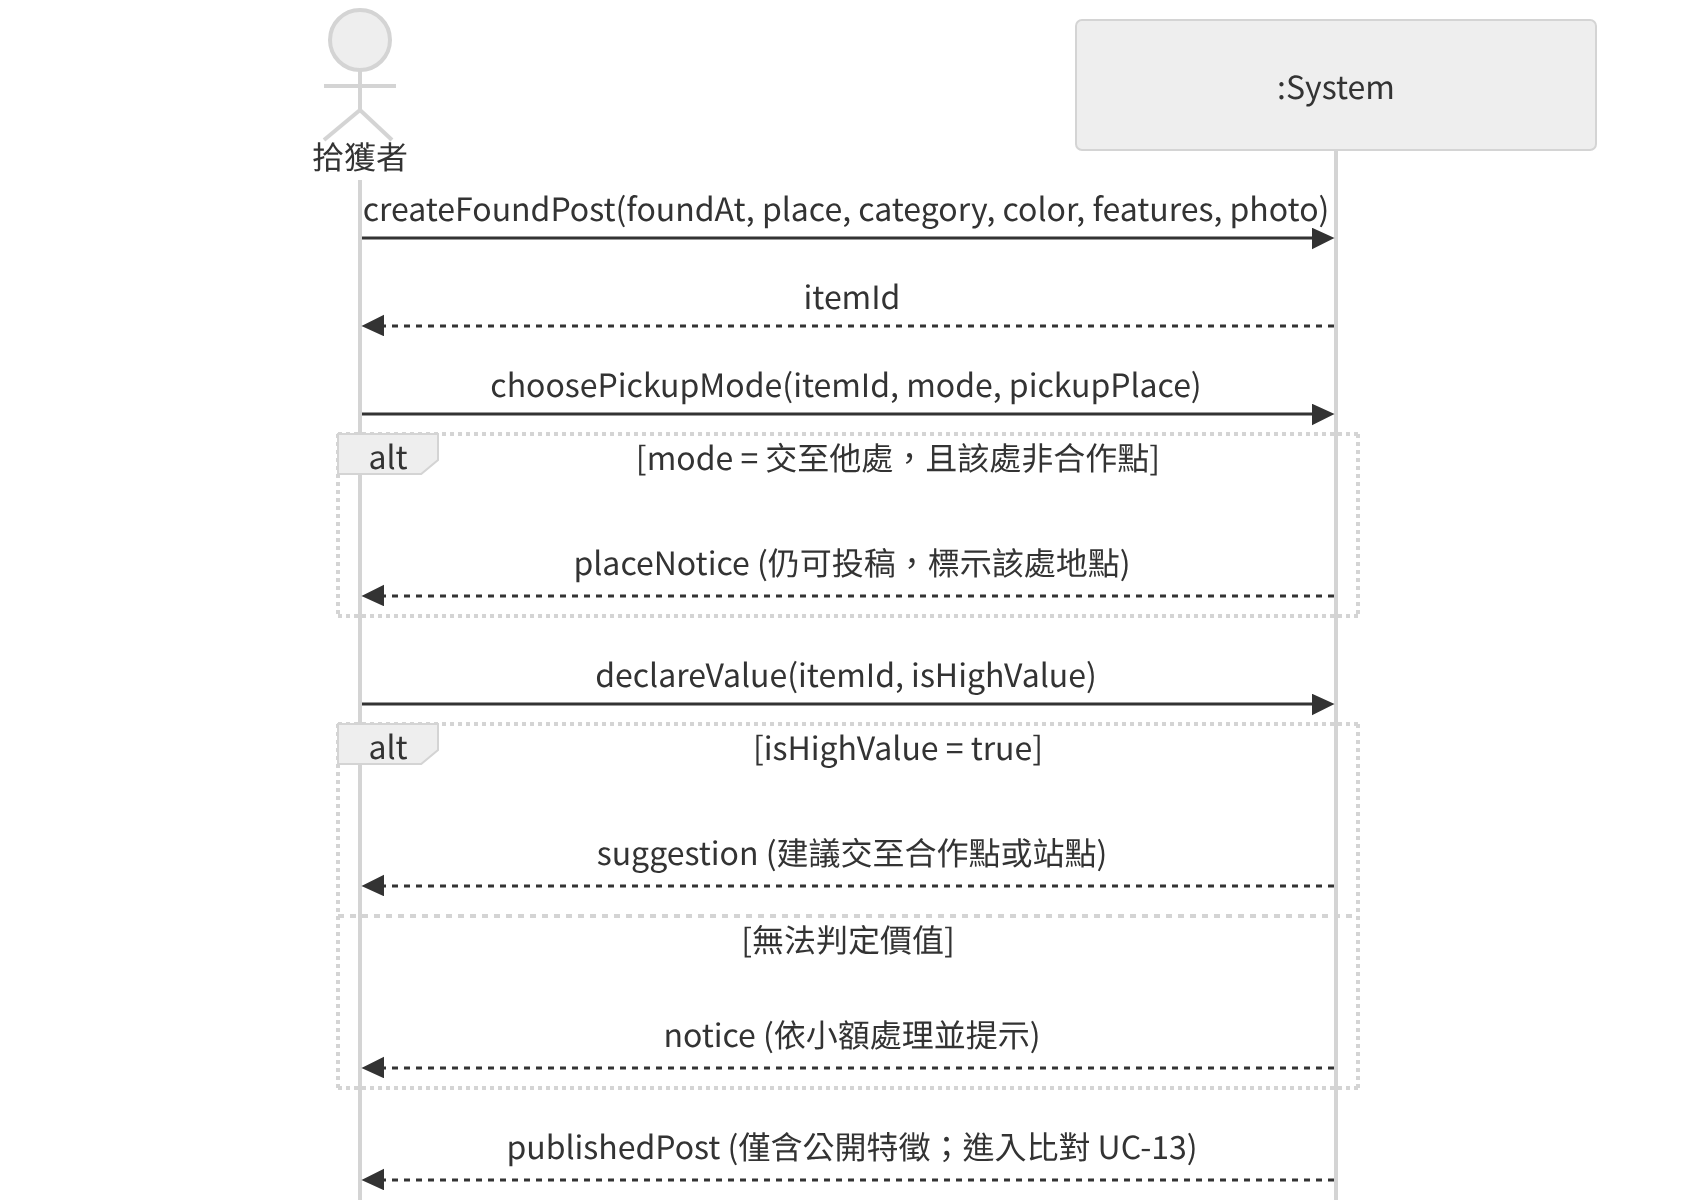 拾獲者
:System
createFoundPost(foundAt, place, category, color, features, photo)
itemId
choosePickupMode(itemId, mode, pickupPlace)
alt
[mode = 交至他處，且該處非合作點]
placeNotice (仍可投稿，標示該處地點)
declareValue(itemId, isHighValue)
alt
[isHighValue = true]
suggestion (建議交至合作點或站點)
[無法判定價值]
notice (依小額處理並提示)
publishedPost (僅含公開特徵；進入比對 UC-13)